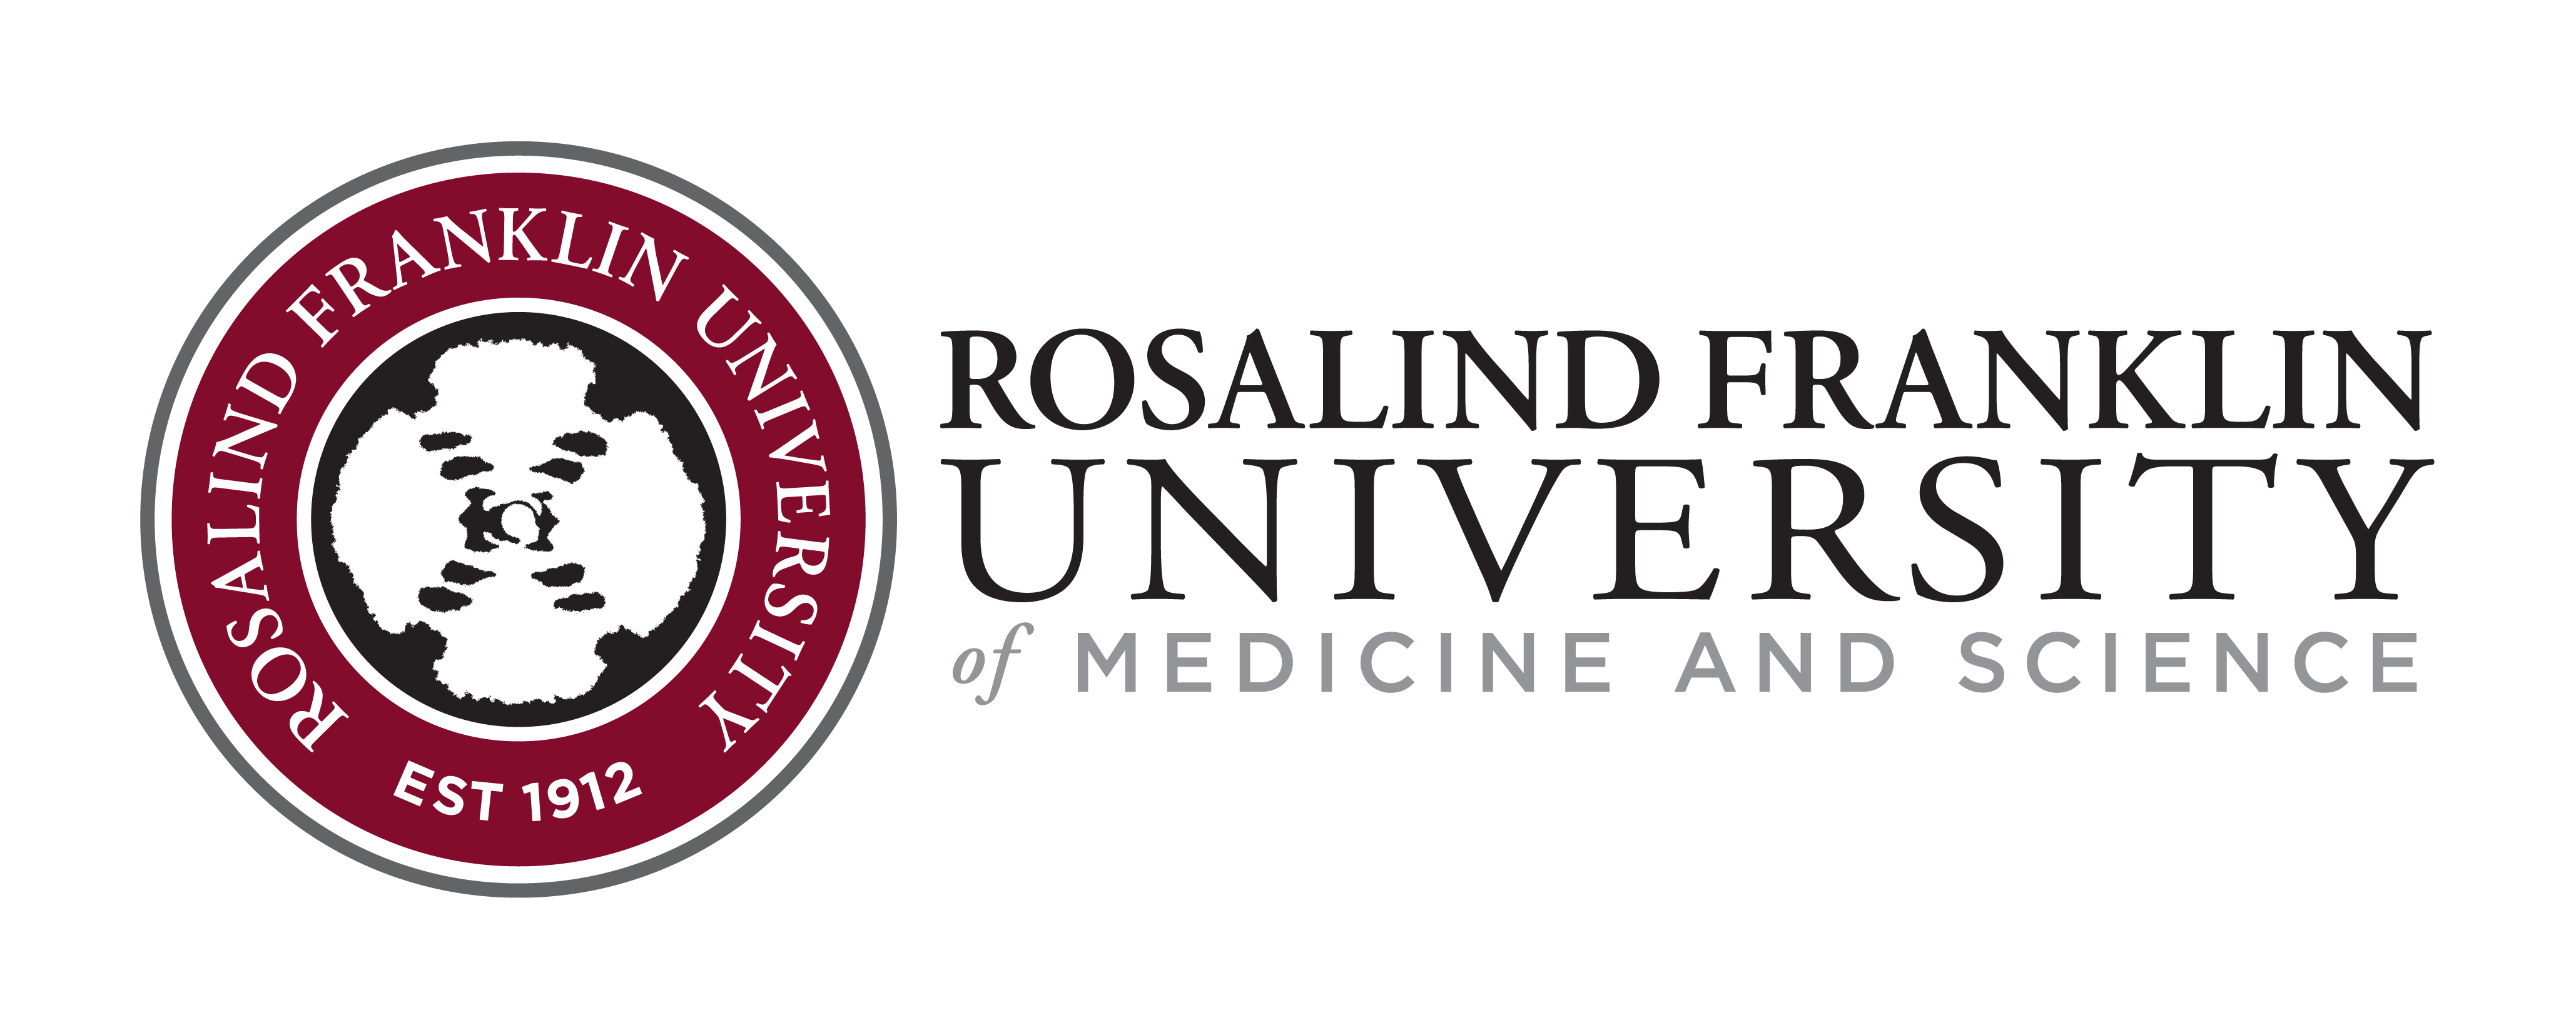 ROSALIND FRANKLIN UNIVERSITY
EST 1912
ROSALIND FRANKLIN
UNIVERSITY
of MEDICINE AND SCIENCE